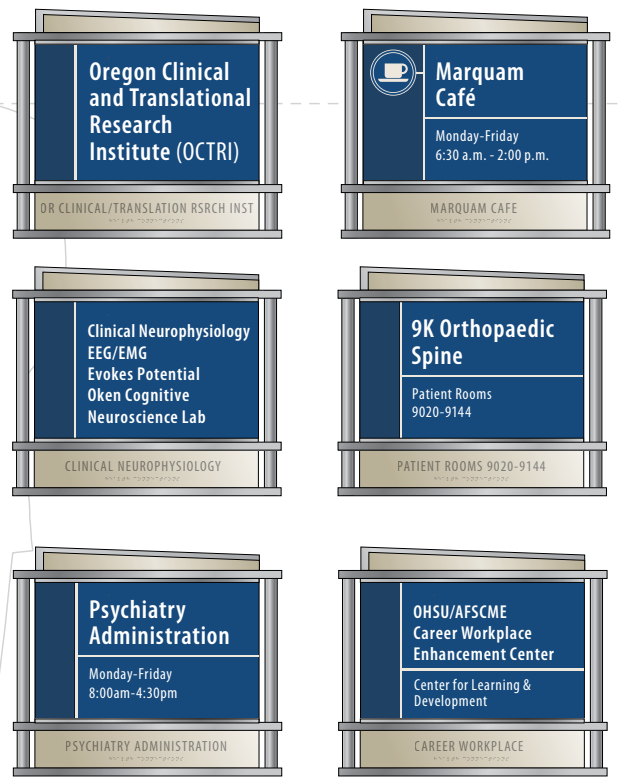 Oregon Clinical
and Translational
Research
Institute (OCTRI)
OR CLINICAL/TRANSLATION RSRCH INST
Marquam
Café
Monday-Friday
6:30 a.m. - 2:00 p.m.
MARQUAM CAFE
Clinical Neurophysiology
EEG/EMG
Evokes Potential
Oken Cognitive
Neuroscience Lab
CLINICAL NEUROPHYSIOLOGY
9K Orthopaedic
Spine
Patient Rooms
9020-9144
PATIENT ROOMS 9020-9144
Psychiatry
Administration
Monday-Friday
8:00am-4:30pm
PSYCHIATRY ADMINISTRATION
OHSU/AFSCME
Career Workplace
Enhancement Center
Center for Learning &
Development
CAREER WORKPLACE